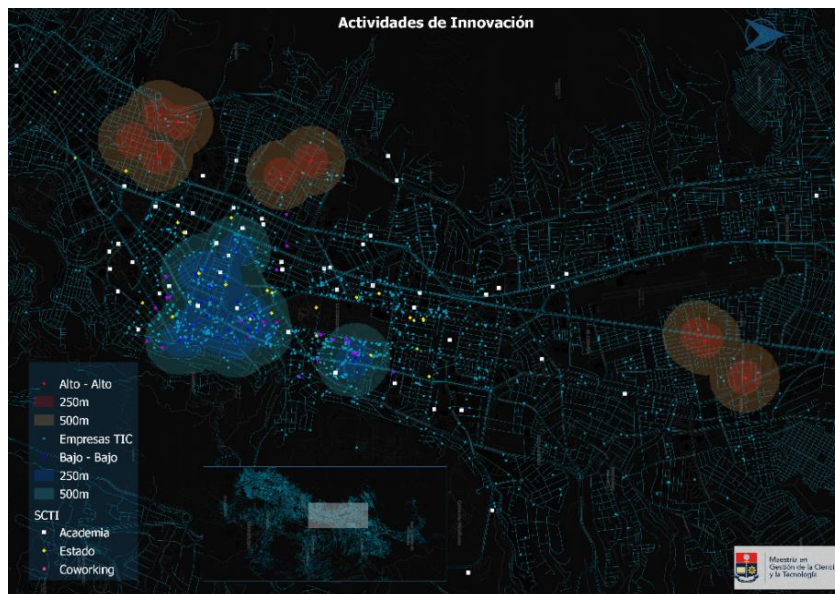 Actividades de Innovación
Alto - Alto
250m
500m
Empresas TIC
Bajo - Bajo
250m
500m
SCTI
Academia
Estado
Coworking
Maestría en
Gestión de la Ciencia
y la Tecnología